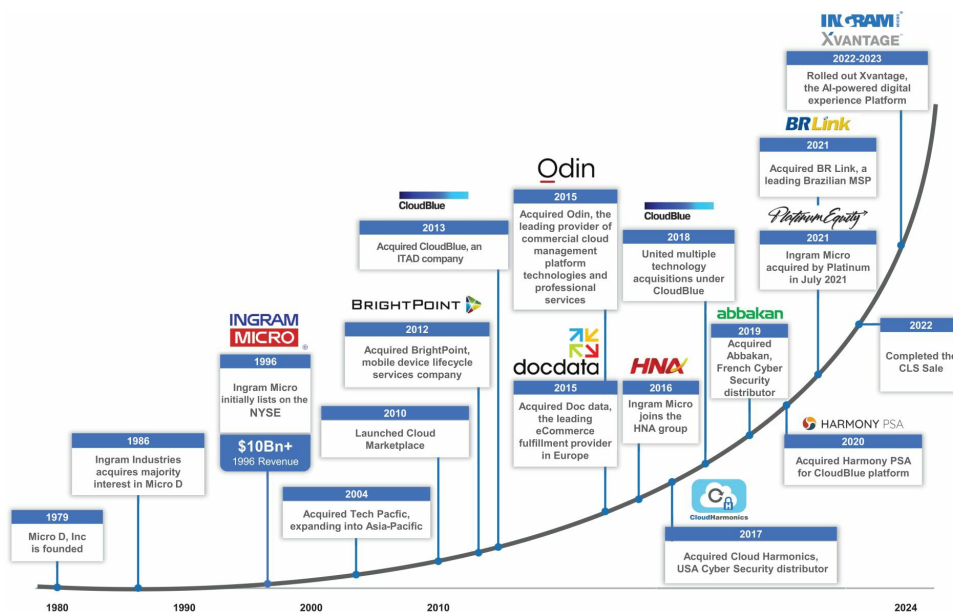 INGRAM MICRO
XVANTAGE™
2022-2023
Rolled out Xvantage,
the AI-powered digital
experience Platform
BRLink
2021
Acquired BR Link, a
leading Brazilian MSP
Platinum Equity
2021
Ingram Micro
acquired by Platinum
in July 2021
Odin
2015
Acquired Odin, the
leading provider of
commercial cloud
management
platform
technologies and
professional
services
CloudBlue
2013
Acquired CloudBlue, an
ITAD company
CloudBlue
2018
United multiple
technology
acquisitions under
CloudBlue
BRIGHTPOINT
2012
Acquired BrightPoint,
mobile device lifecycle
services company
INGRAM
MICRO
®
1996
Ingram Micro
initially lists on the
NYSE
$10Bn+
1996 Revenue
docdata
2015
Acquired Doc data,
the leading
eCommerce
fulfillment provider
in Europe
HNA
2016
Ingram Micro
joins the
HNA group
abbakan
2019
Acquired
Abbakan,
French Cyber
Security
distributor
2022
Completed the
CLS Sale
2010
Launched Cloud
Marketplace
1986
Ingram Industries
acquires majority
interest in Micro D
HARMONY PSA
2020
Acquired Harmony PSA
for CloudBlue platform
2004
Acquired Tech Pacfic,
expanding into Asia-Pacific
1979
Micro D, Inc
is founded
CloudHarmonics
2017
Acquired Cloud Harmonics,
USA Cyber Security distributor
1980
1990
2000
2010
2024